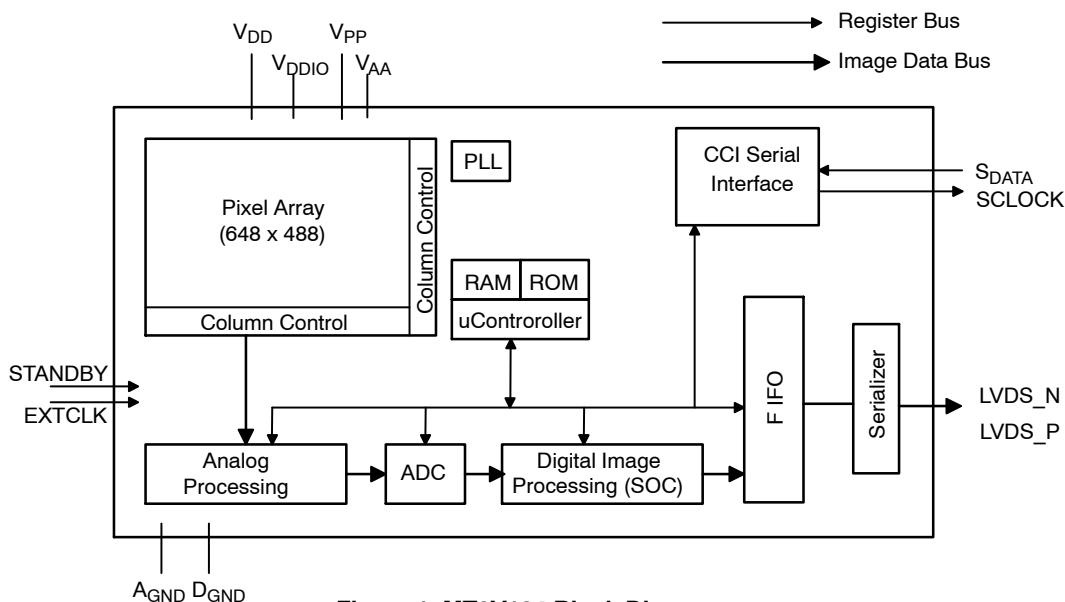 VDD
VDDIO
VPP
VAA
Register Bus
Image Data Bus
Pixel Array
(648 x 488)
Column Control
Column Control
PLL
CCI Serial
Interface
SDATA
SCLOCK
RAM
ROM
uControroller
STANDBY
EXTCLK
F IFO
Serializer
LVDS_N
LVDS_P
Analog
Processing
ADC
Digital Image
Processing (SOC)
AGND
DGND